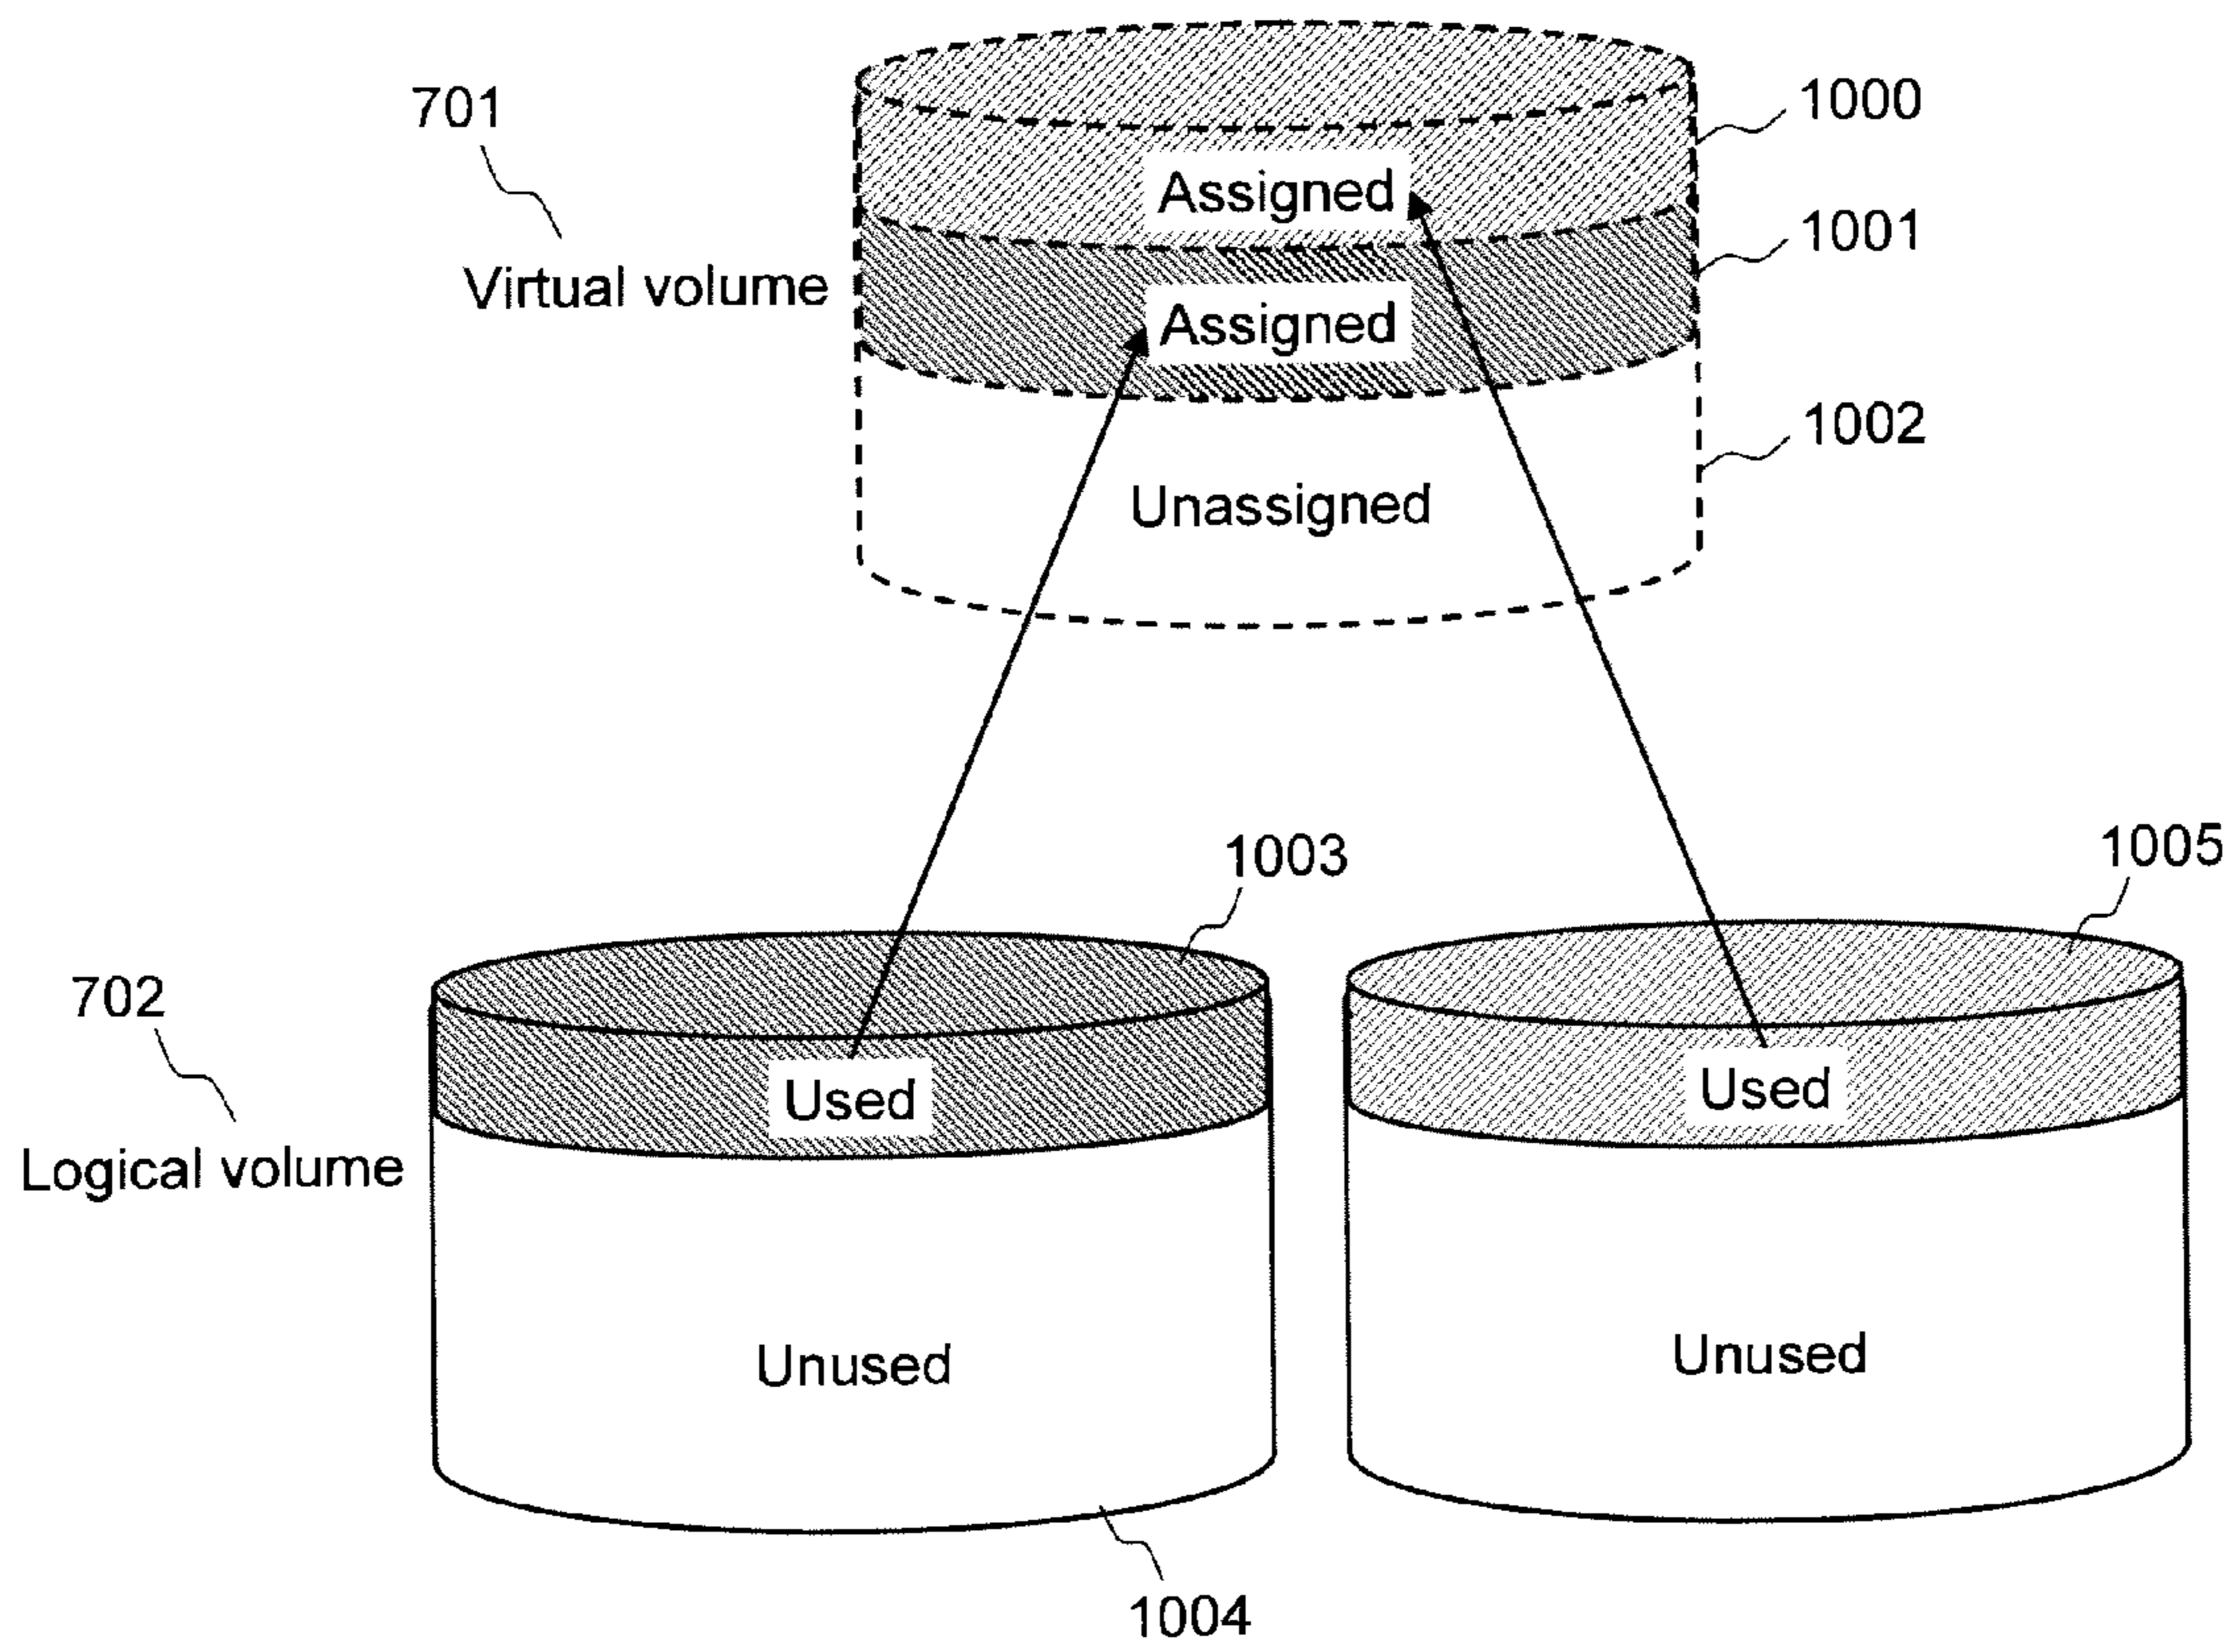 1000
701
Assigned
1001
Virtual volume
Assigned
1002
Unassigned
1003
1005
702
Used
Used
Logical volume
Unused
Unused
1004